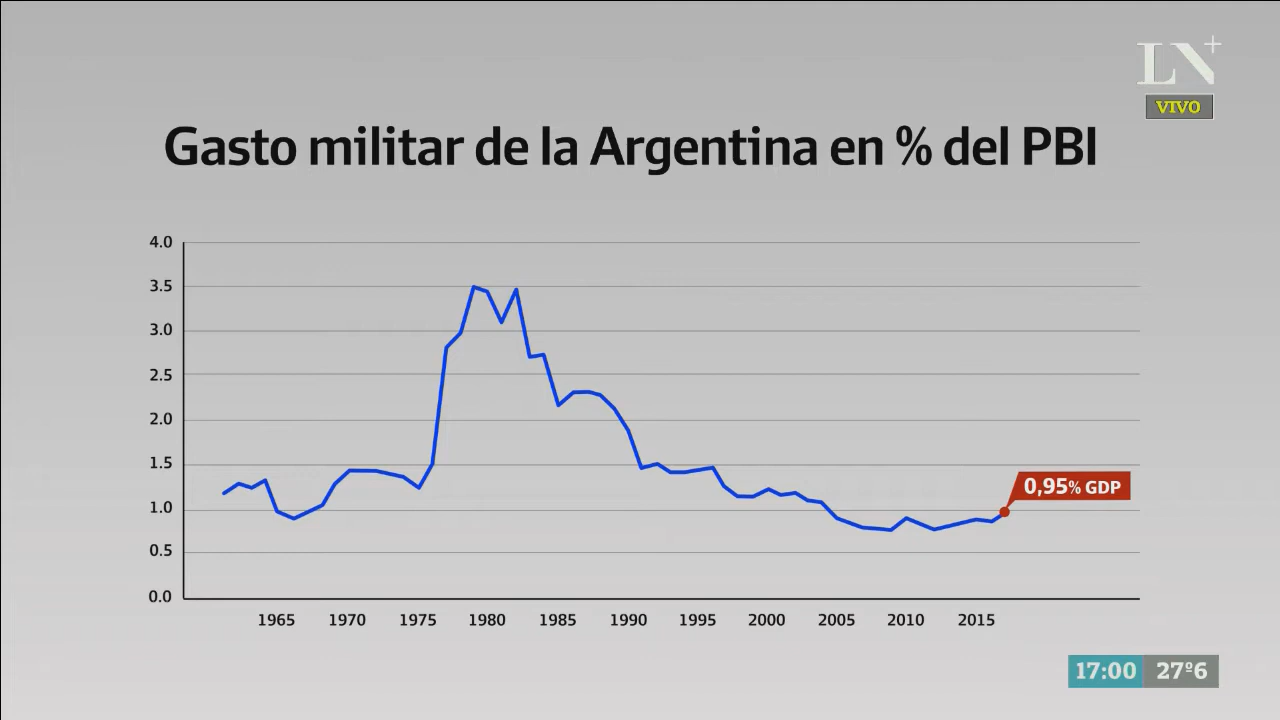 LN+
VIVO
Gasto militar de la Argentina en % del PBI
4.0
3.5
3.0
2.5
2.0
1.5
1.0
0.5
0.0
0,95% GDP
1965 1970 1975 1980 1985 1990 1995 2000 2005 2010 2015
17:00 27º6